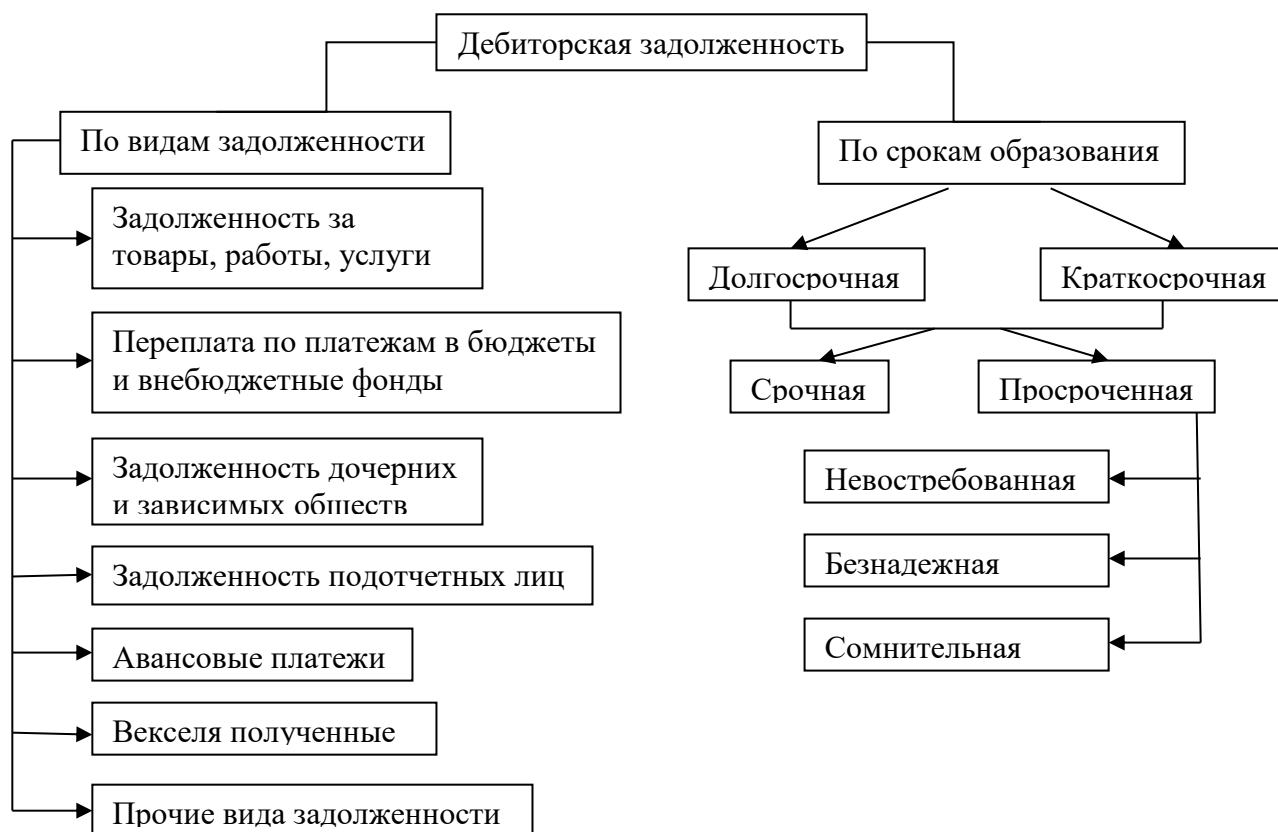 Дебиторская задолженность
По видам задолженности
Задолженность за
товары, работы, услуги
Переплата по платежам в бюджеты
и внебюджетные фонды
Задолженность дочерних
и зависимых обществ
Задолженность подотчетных лиц
Авансовые платежи
Векселя полученные
Прочие вида задолженности
По срокам образования
Долгосрочная
Краткосрочная
Срочная
Просроченная
Невостребованная
Безнадежная
Сомнительная